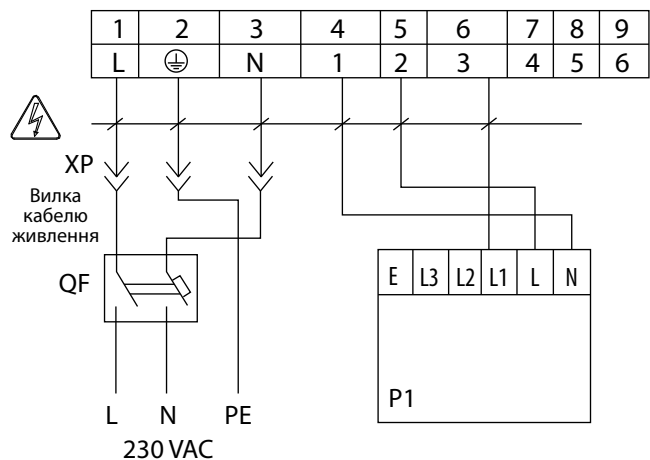 1 2 3 4 5 6 7 8 9
L N 1 2 3 4 5 6
XP
Вилка
кабелю
живлення
QF
E L3 L2 L1 L N
P1
L N PE
230 VAC